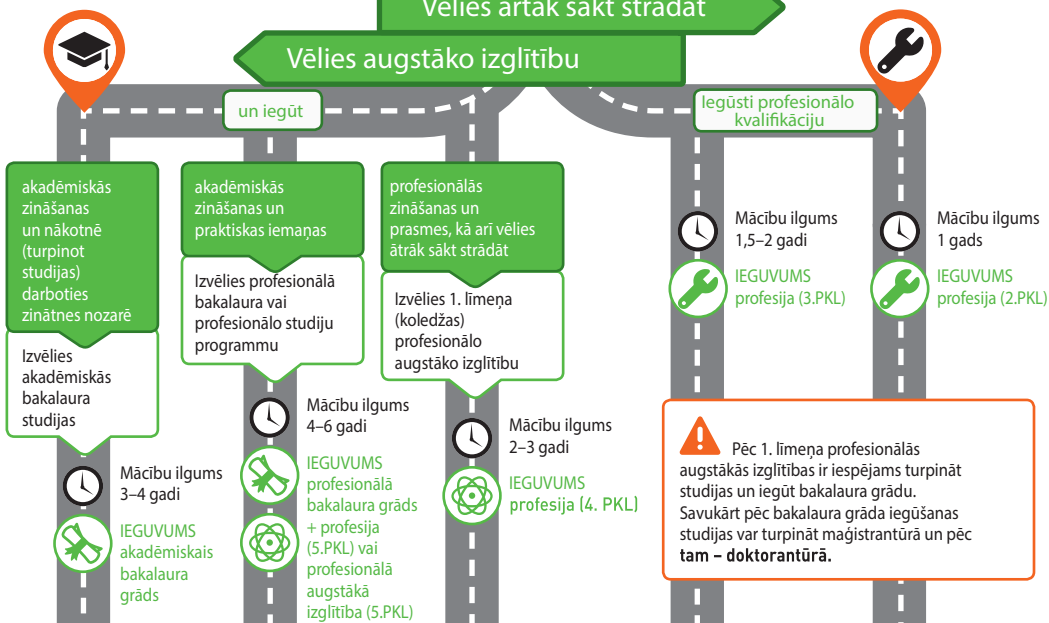 Vēlies ārtāk sākt strādāt
Vēlies augstāko izglītību
un iegūt
Iegūsti profesionālo
kvalifikāciju
akadēmiskās
zināšanas
un nākotnē
(turpinot
studijas)
darboties
zinātnes nozarē
Izvēlies
akadēmiskās
bakalaura
studijas
Mācību ilgums
3–4 gadi
IEGUVUMS
akadēmiskais
bakalaura
grāds
akadēmiskās
zināšanas un
praktiskas iemaņas
Izvēlies profesionālā
bakalaura vai
profesionālo studiju
programmu
Mācību ilgums
4–6 gadi
IEGUVUMS
profesionālā
bakalaura grāds
+ profesija
(5.PKL) vai
profesionālā
augstākā
izglītība (5.PKL)
profesionālās
zināšanas un
prasmes, kā arī vēlies
ātrāk sākt strādāt
Izvēlies 1. līmeņa
(koledžas)
profesionālo
augstāko izglītību
Mācību ilgums
2–3 gadi
IEGUVUMS
profesija (4. PKL)
Mācību ilgums
1,5–2 gadi
IEGUVUMS
profesija (3.PKL)
Mācību ilgums
1 gads
IEGUVUMS
profesija (2.PKL)
Pēc 1. līmeņa profesionālās
augstākās izglītības ir iespējams turpināt
studijas un iegūt bakalaura grādu.
Savukārt pēc bakalaura grāda iegūšanas
studijas var turpināt maģistrantūrā un pēc
tam – doktorantūrā.